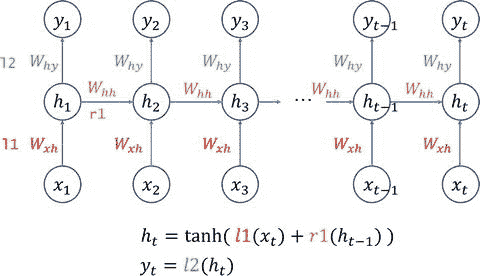 y₁ y₂ y₃ yₜ₋₁ yₜ
l2 Wₕy Wₕy Wₕy Wₕy Wₕy
h₁ Wₕₕ h₂ Wₕₕ h₃ ⋯ Wₕₕ hₜ₋₁ Wₕₕ hₜ
r1
l1 Wₓₕ Wₓₕ Wₓₕ Wₓₕ Wₓₕ
x₁ x₂ x₃ xₜ₋₁ xₜ
hₜ = tanh( l1(xₜ) + r1(hₜ₋₁) )
yₜ = l2(hₜ)